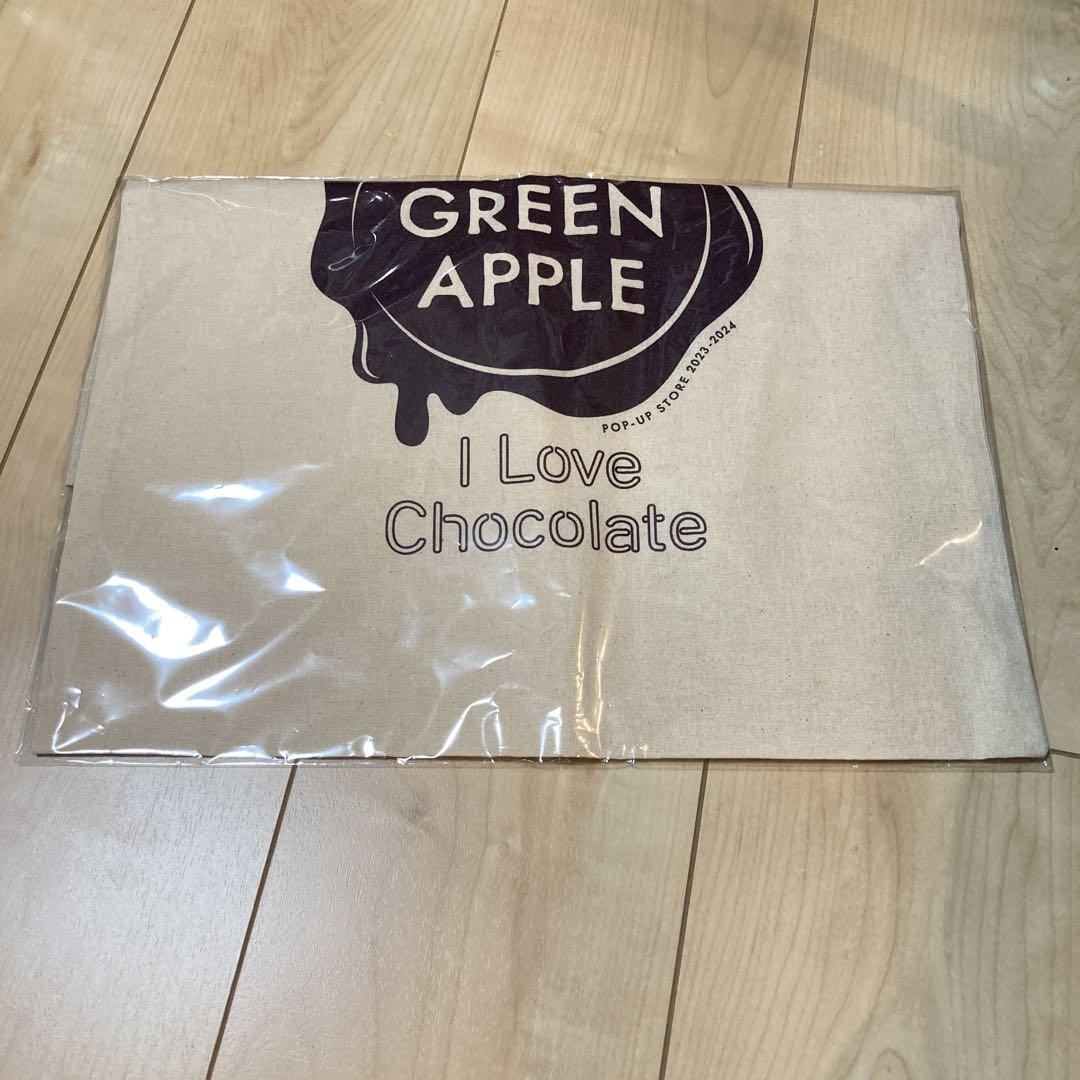 GREEN
APPLE
POP-UP STORE 2023-2024
I Love
Chocolate